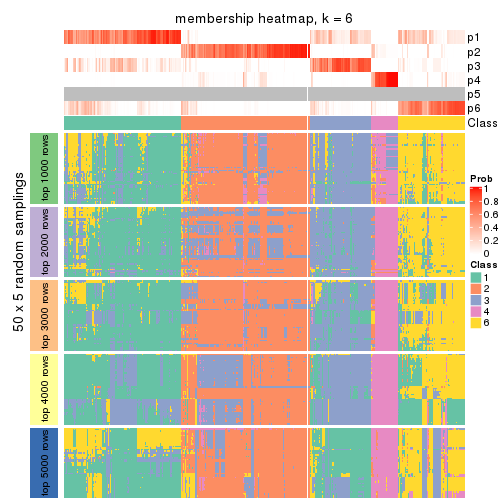 membership heatmap, k = 6
p1
p2
p3
p4
p5
p6
Class
50 x 5 random samplings
top 1000 rows
top 2000 rows
top 3000 rows
top 4000 rows
top 5000 rows
Prob
1
0.8
0.6
0.4
0.2
0
Class
1
2
3
4
6